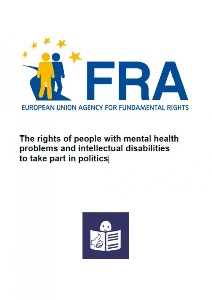 FRA
EUROPEAN UNION AGENCY FOR FUNDAMENTAL RIGHTS
The rights of people with mental health
problems and intellectual disabilities
to take part in politics